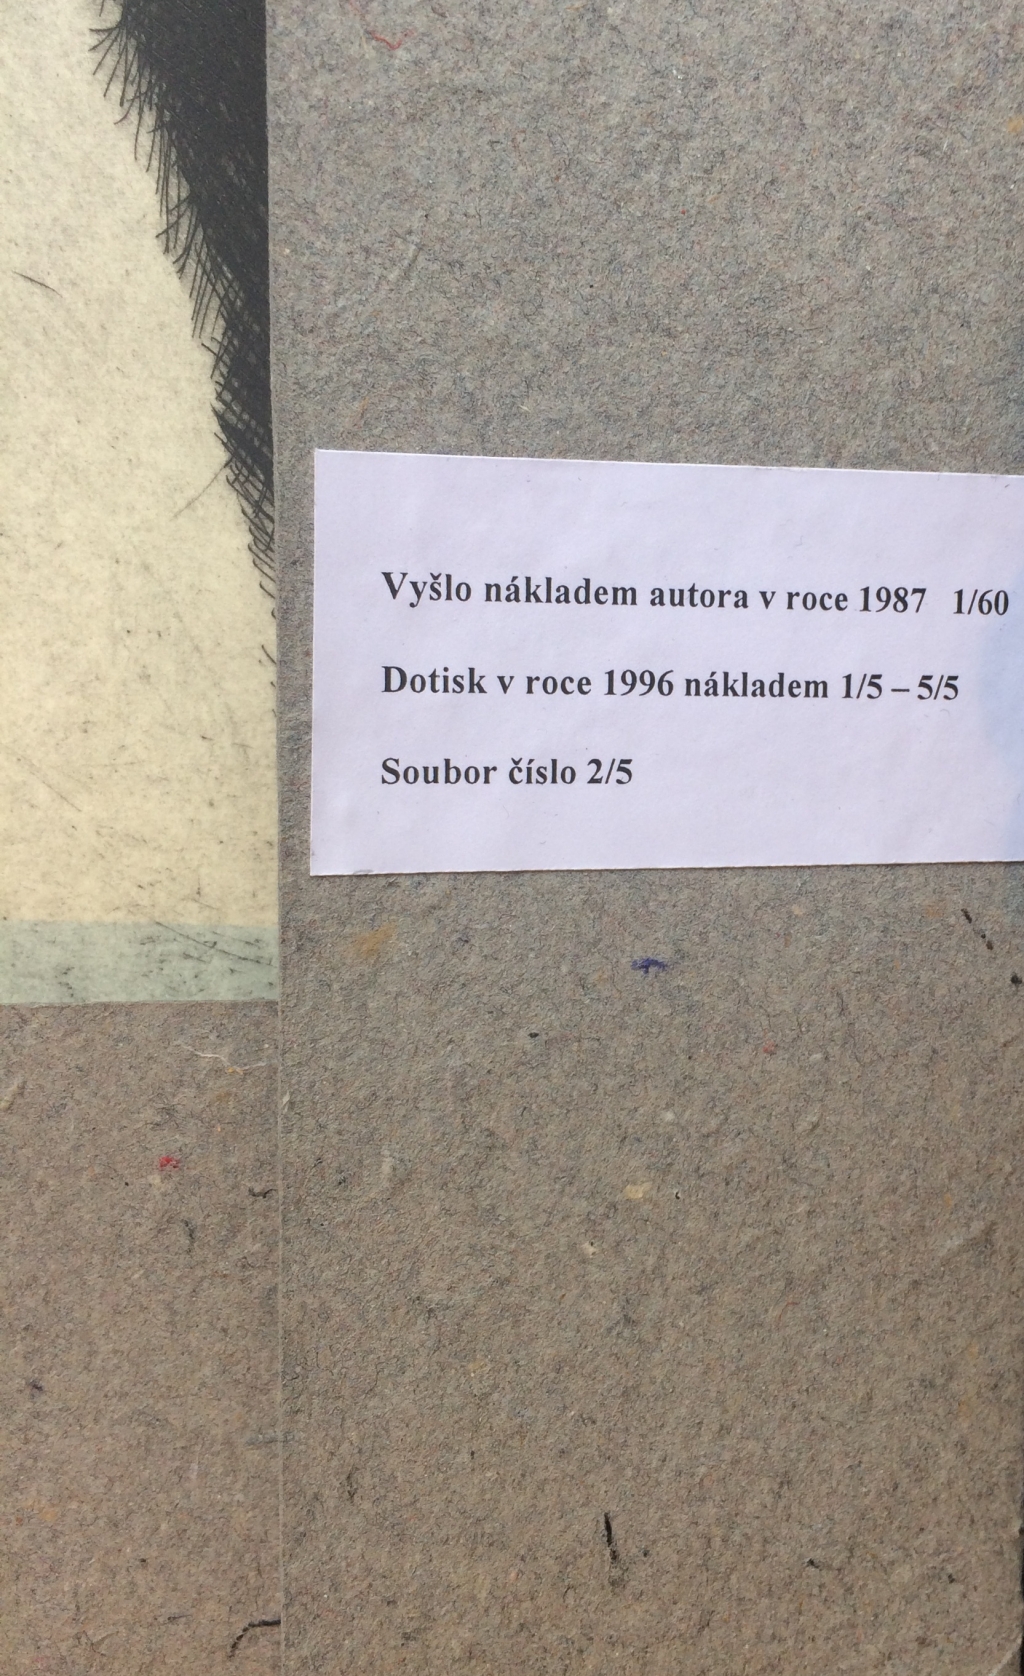 Vyšlo nákladem autora v roce 1987 1/60
Dotisk v roce 1996 nákladem 1/5 – 5/5
Soubor číslo 2/5